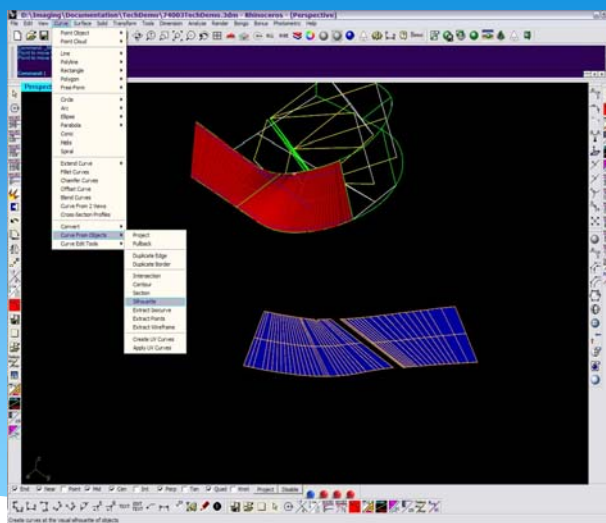 D:\Imaging\Documentation\TechDemo\74003TechDemo.3dm - Rhinoceros - [Perspective]
File Edit View Curve Surface Solid Transform Tools Dimension Analyze Render Bongo Bonus Photometrics Help
Point Object
Point Cloud
Line
Polyline
Rectangle
Polygon
Free-Form
Circle
Arc
Ellipse
Parabola
Conic
Helix
Spiral
Extend Curve
Fillet Curves
Chamfer Curves
Offset Curve
Blend Curves
Curve From 2 Views
Cross-Section Profiles
Convert
Curve From Objects
Curve Edit Tools
Project
Pullback
Duplicate Edge
Duplicate Border
Intersection
Contour
Section
Silhouette
Extract Isocurve
Extract Points
Extract Wireframe
Create UV Curves
Apply UV Curves
End Near Point Mid Cen Int Perp Tan Quad Knot Project Disable
Create curves at the visual silhouette of objects